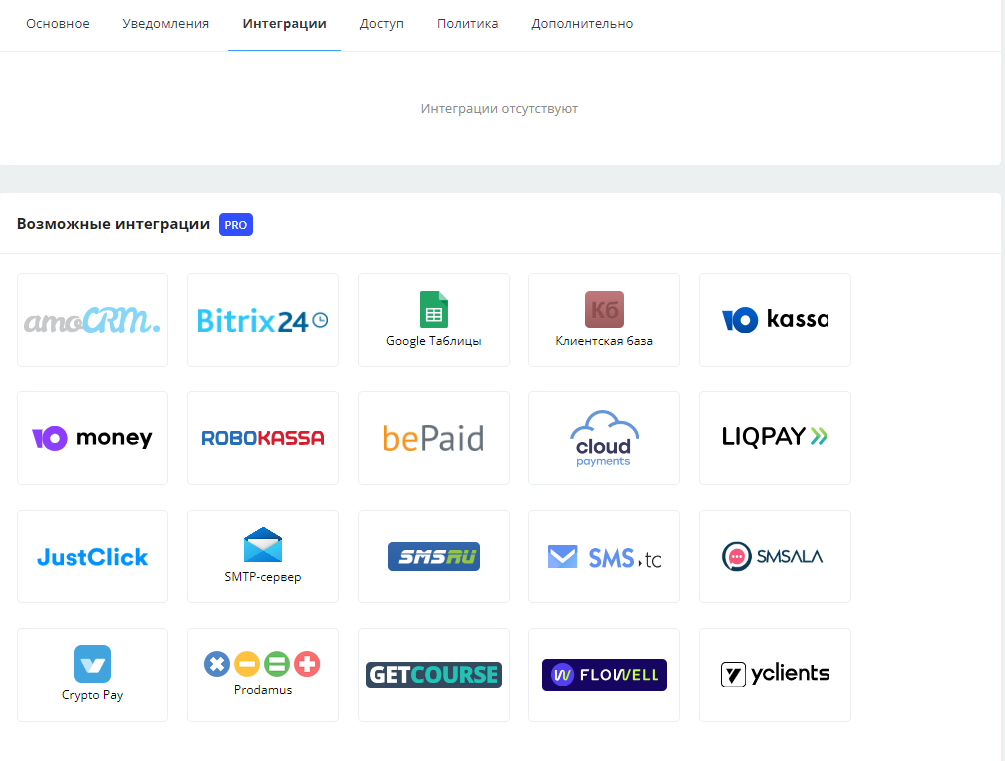 Основное Уведомления Интеграции Доступ Политика Дополнительно
Интеграции отсутствуют
Возможные интеграции PRO
amoCRM. Bitrix24 Google Таблицы Кб Клиентская база Ю kassa
Ю money ROBOKASSA bePaid cloud payments LIQPAY
JustClick SMTP-сервер SMSRU SMS.tc SMSALA
Crypto Pay Prodamus GETCOURSE FLOWELL yclients